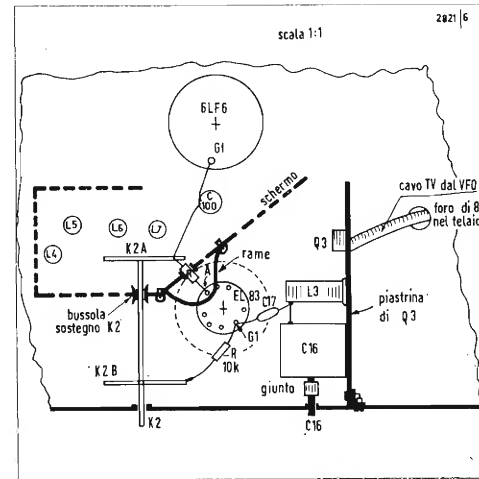 2821|6
scala 1:1
6LF6
G1
schermo
C
100
cavo TV dal VFO
foro di 8
nel telaio
L5
L6
L7
L4
Q3
K2A
rame
A
bussola
sostegno K2
EL 83
C17
L3
piastrina
di Q3
G1
R
10k
C16
K2B
giunto
K2
C16